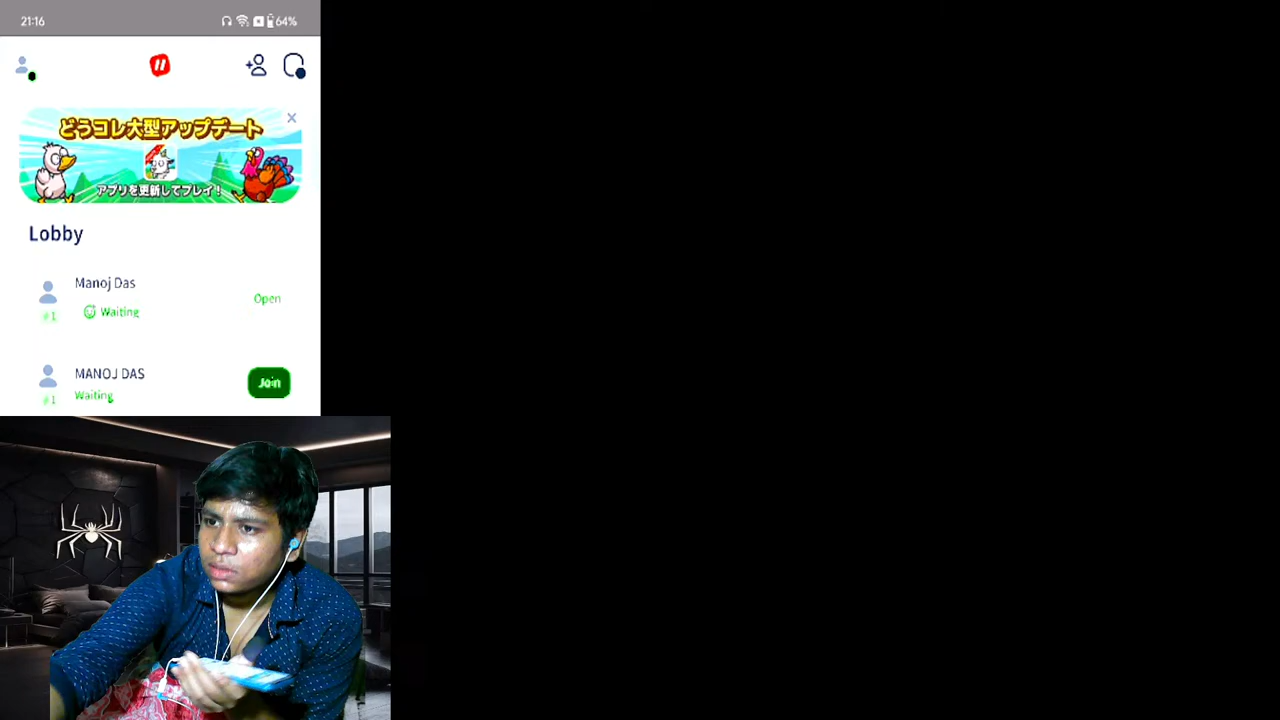 21:16
64%
どうコレ大型アップデート
アプリを更新してプレイ!
Lobby
Manoj Das
Open
#1
Waiting
MANOJ DAS
Join
#1
Waiting